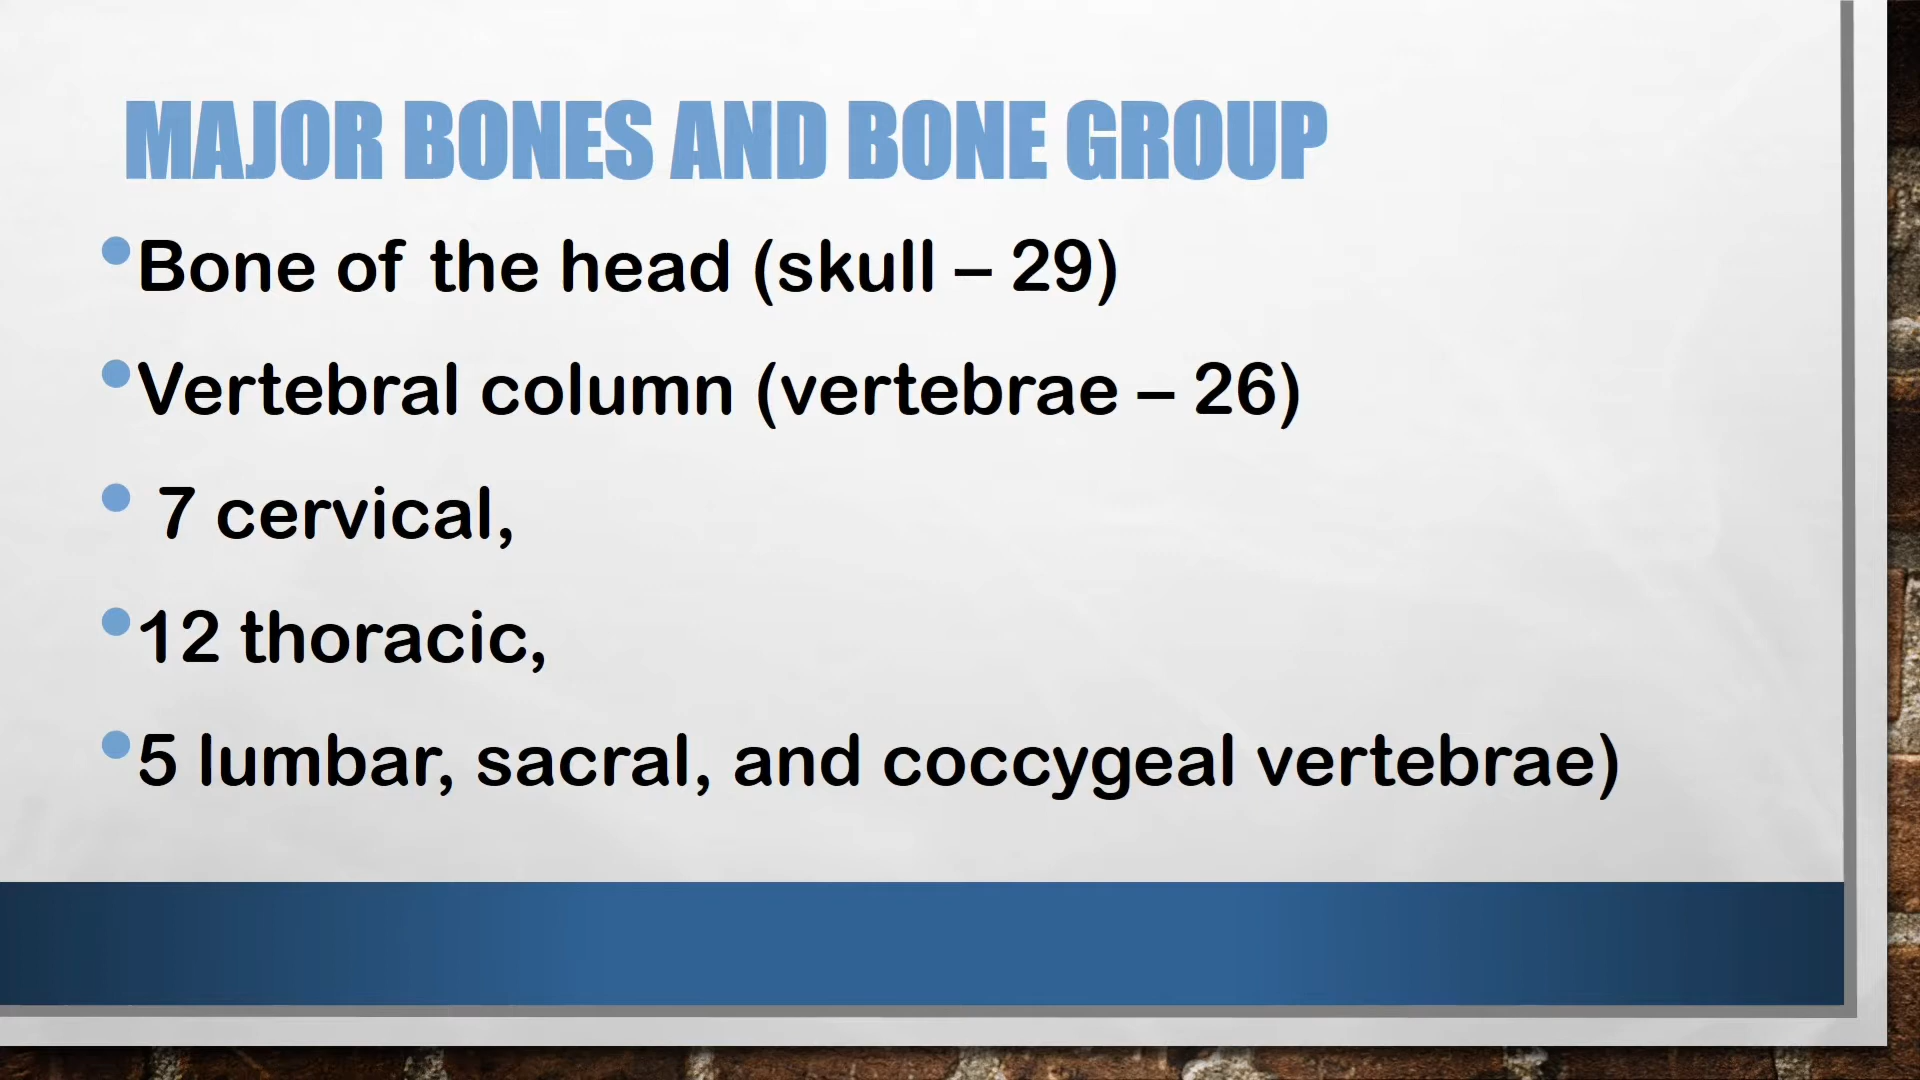 MAJOR BONES AND BONE GROUP
•Bone of the head (skull – 29)
•Vertebral column (vertebrae – 26)
• 7 cervical,
•12 thoracic,
•5 lumbar, sacral, and coccygeal vertebrae)